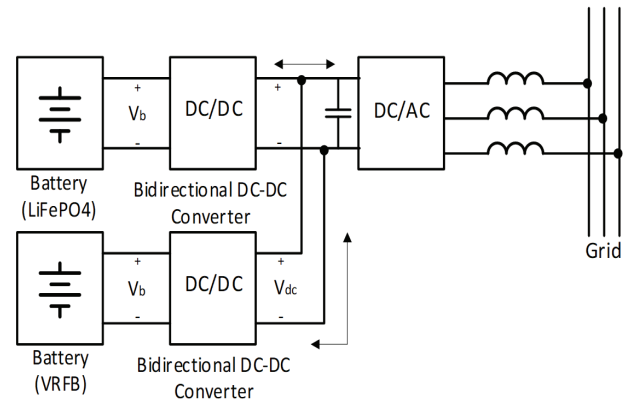 +
+
Vb
DC/DC
DC/AC
-
-
Battery
(LiFePO4)
Bidirectional DC-DC
Converter
Grid
+
+
Vb
DC/DC
Vdc
-
-
Battery
(VRFB)
Bidirectional DC-DC
Converter